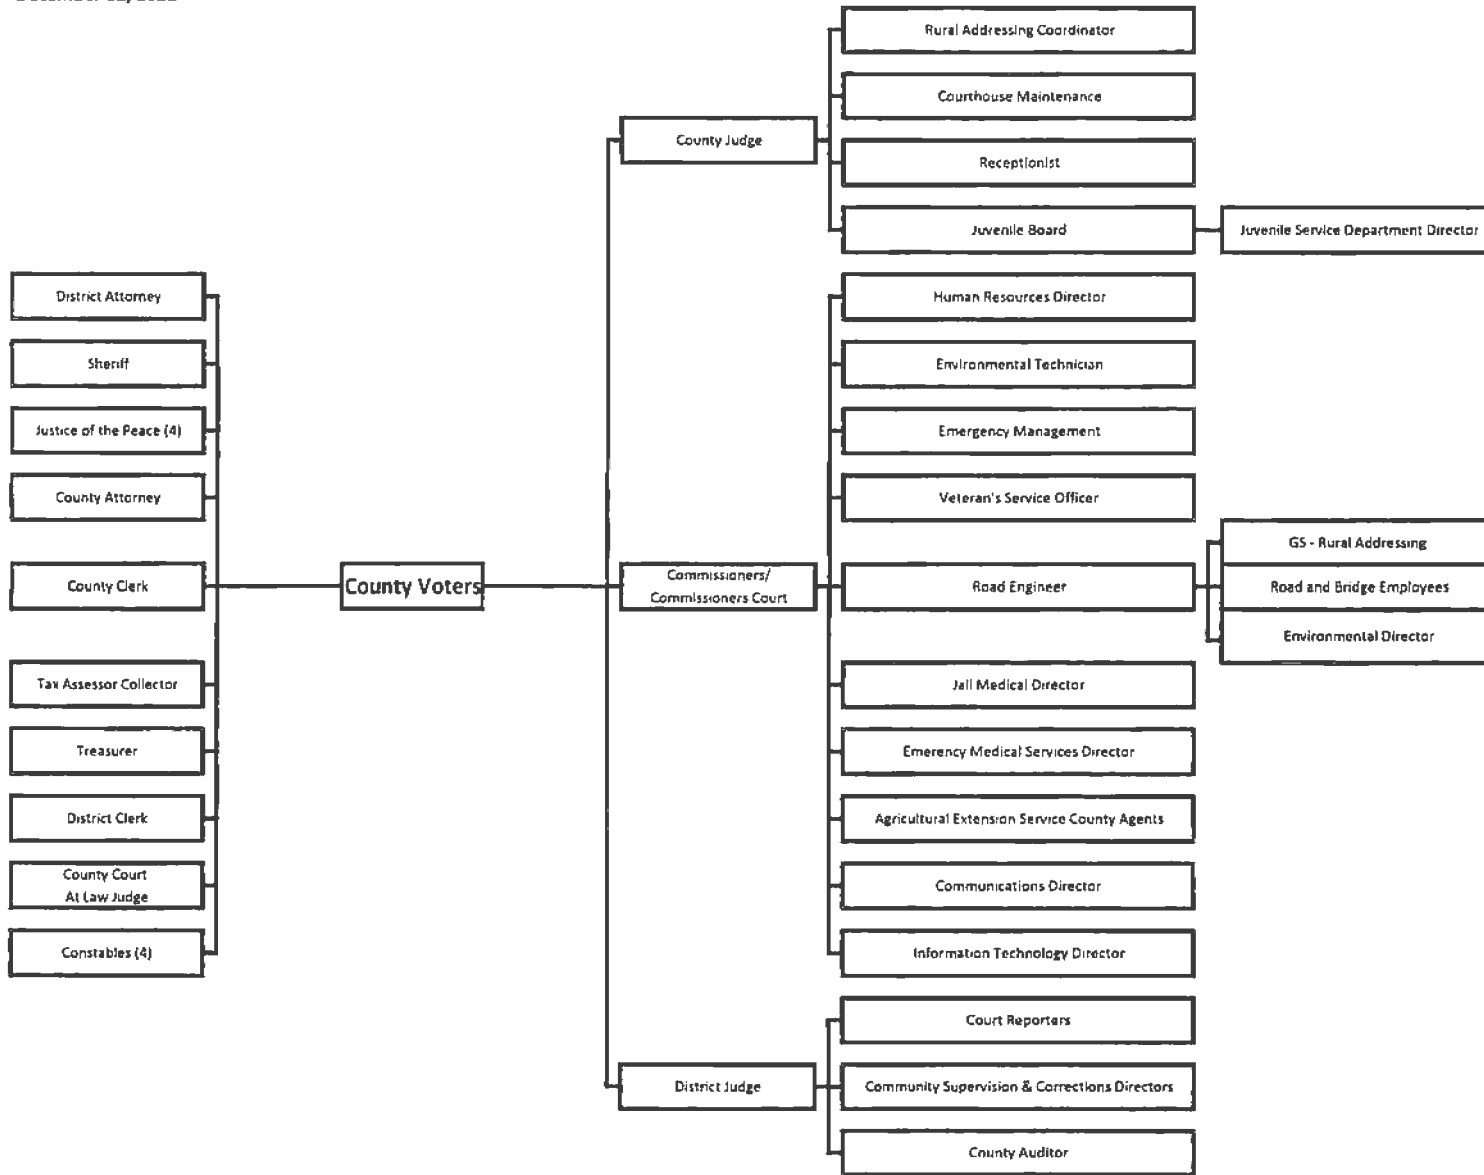 Rural Addressing Coordinator
Courthouse Maintenance
County Judge
Receptionist
Juvenile Board
Juvenile Service Department Director
District Attorney
Human Resources Director
Sheriff
Environmental Technician
Justice of the Peace (4)
Emergency Management
County Attorney
Veteran's Service Officer
GS - Rural Addressing
County Clerk
County Voters
Commissioners/
Commissioners Court
Road Engineer
Road and Bridge Employees
Environmental Director
Tax Assessor Collector
Jail Medical Director
Treasurer
Emerency Medical Services Director
District Clerk
Agricultural Extension Service County Agents
County Court
At Law Judge
Communications Director
Constables (4)
Information Technology Director
Court Reporters
District Judge
Community Supervision & Corrections Directors
County Auditor